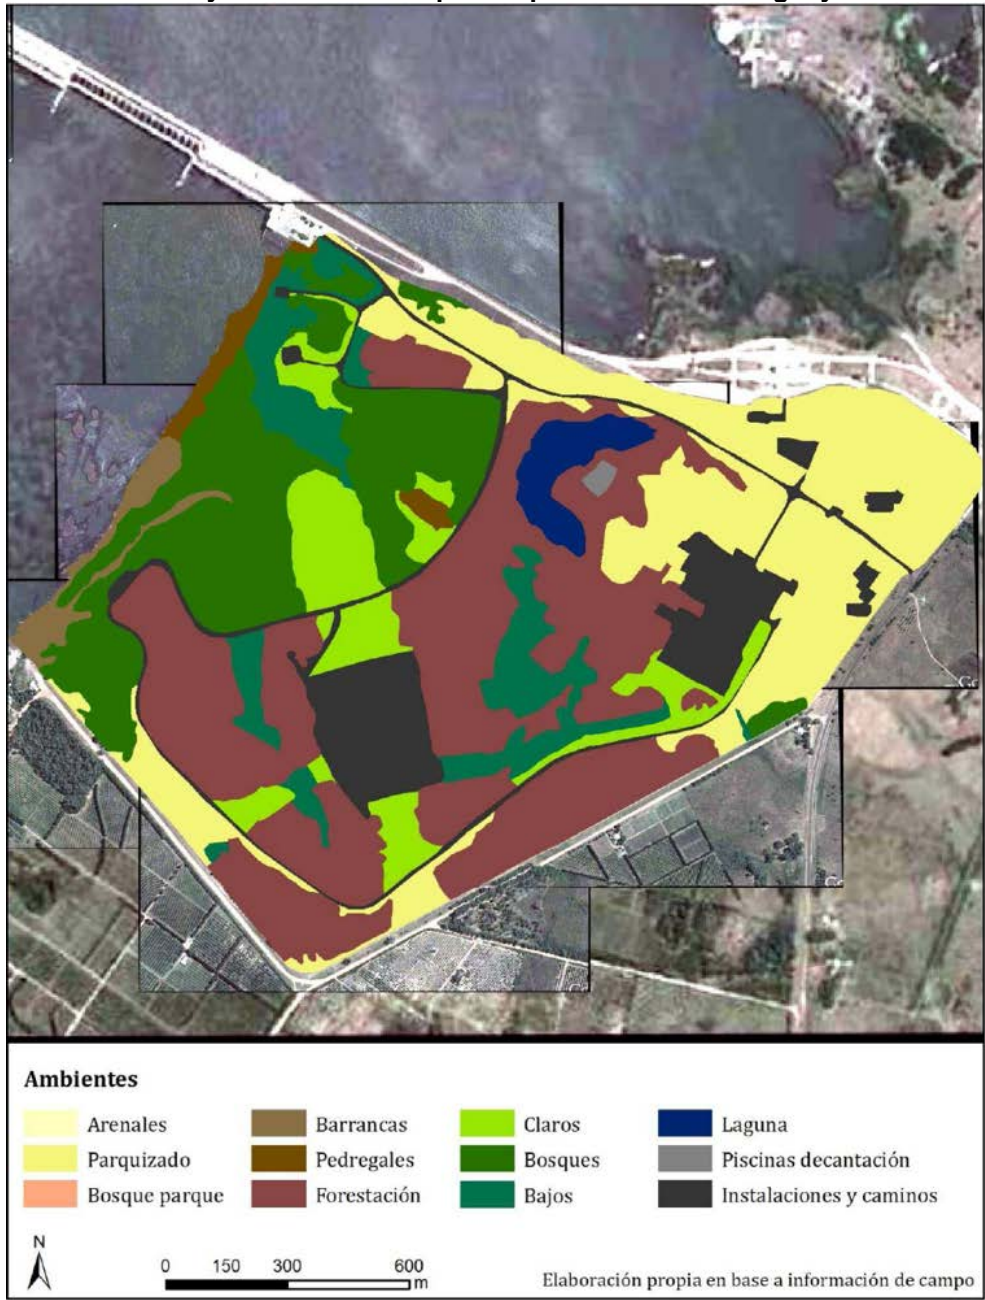 Ambientes
Arenales
Parquizado
Bosque parque
Barrancas
Pedregales
Forestación
Claros
Bosques
Bajos
Laguna
Piscinas decantación
Instalaciones y caminos
N
0 150 300 600
m
Elaboración propia en base a información de campo